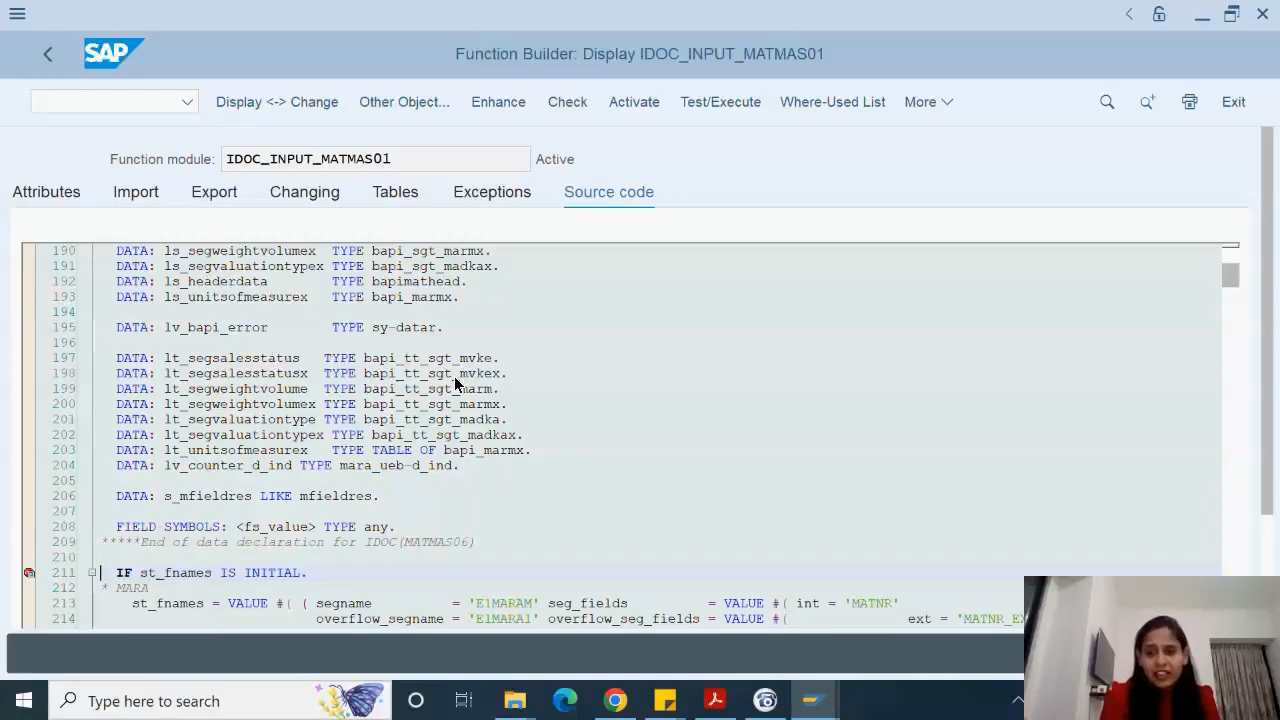 Function Builder: Display IDOC_INPUT_MATMAS01
SAP
Display <-> Change Other Object... Enhance Check Activate Test/Execute Where-Used List More Exit
Function module: IDOC_INPUT_MATMAS01 Active
Attributes Import Export Changing Tables Exceptions Source code
190 DATA: ls_segweightvolumex TYPE bapi_sgt_marmx.
191 DATA: ls_segvaluationtypex TYPE bapi_sgt_madkax.
192 DATA: ls_headerdata TYPE bapimathead.
193 DATA: ls_unitsofmeasurex TYPE bapi_marmx.
194
195 DATA: lv_bapi_error TYPE sy-datar.
196
197 DATA: lt_segsalesstatus TYPE bapi_tt_sgt_mvke.
198 DATA: lt_segsalesstatusx TYPE bapi_tt_sgt_mvkex.
199 DATA: lt_segweightvolume TYPE bapi_tt_sgt_marm.
200 DATA: lt_segweightvolumex TYPE bapi_tt_sgt_marmx.
201 DATA: lt_segvaluationtype TYPE bapi_tt_sgt_madka.
202 DATA: lt_segvaluationtypex TYPE bapi_tt_sgt_madkax.
203 DATA: lt_unitsofmeasurex TYPE TABLE OF bapi_marmx.
204 DATA: lv_counter_d_ind TYPE mara_ueb-d_ind.
205
206 DATA: s_mfieldres LIKE mfieldres.
207
208 FIELD SYMBOLS: <fs_value> TYPE any.
209 *****End of data declaration for IDOC(MATMAS06)
210
211 IF st_fnames IS INITIAL.
212 * MARA
213 st_fnames = VALUE #( ( segname = 'E1MARAM' seg_fields = VALUE #( int = 'MATNR'
214 overflow_segname = 'E1MARA1' overflow_seg_fields = VALUE #( ext = 'MATNR_EX
Type here to search